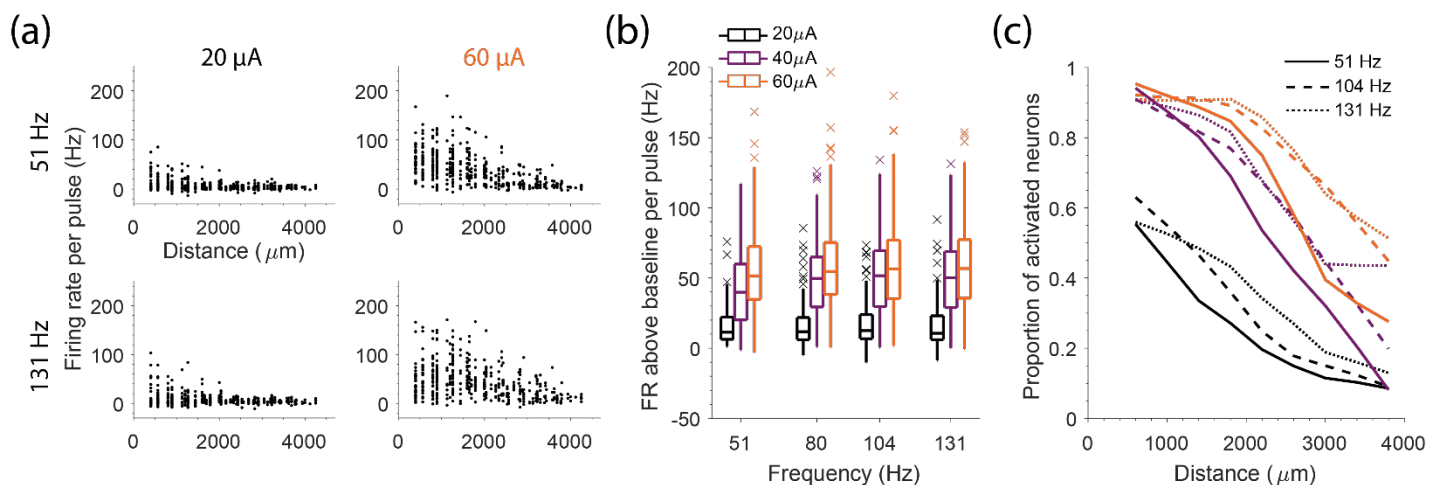 (a)
20 µA
60 µA
51 Hz
131 Hz
Firing rate per pulse (Hz)
200
100
0
0 2000 4000
Distance (µm)
200
100
0
0 2000 4000
200
100
0
0 2000 4000
200
100
0
0 2000 4000
(b)
20µA
40µA
60µA
FR above baseline per pulse (Hz)
200
150
100
50
0
-50
51 80 104 131
Frequency (Hz)
(c)
51 Hz
104 Hz
131 Hz
Proportion of activated neurons
1
0.8
0.6
0.4
0.2
0
0 1000 2000 3000 4000
Distance (µm)